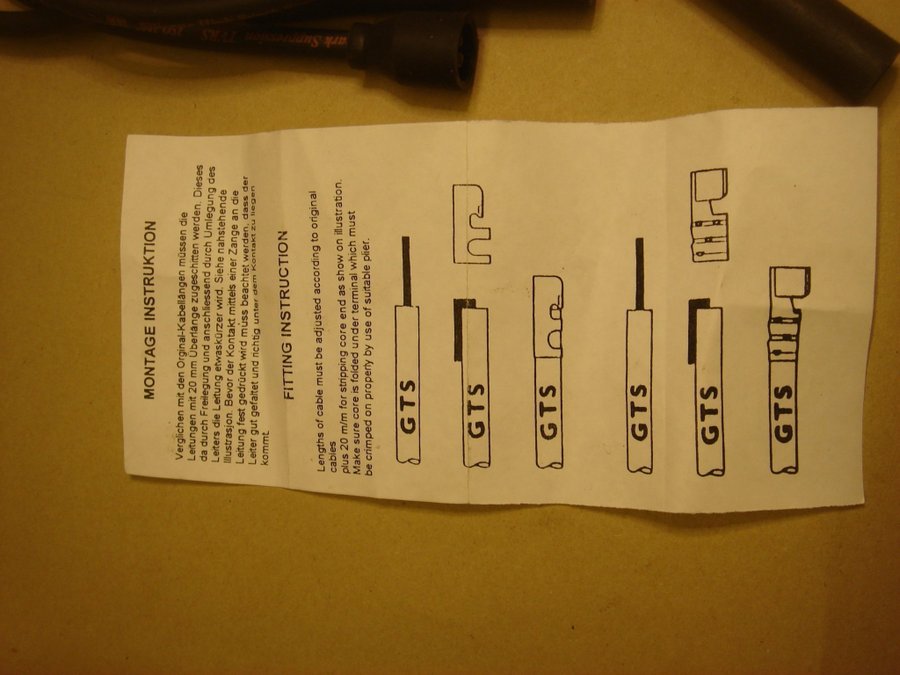 MONTAGE INSTRUKTION
Verglichen mit den Orginal-Kabellängen müssen die
Leitungen mit 20 mm Überlänge zugeschitten werden. Dieses
da durch Freilegung und anschliessend durch Umlegung des
Leiters die Leitung etwaskürzer wird. Siehe nahstehende
Illustrasjon. Bevor der Kontakt mittels einer Zange an die
Leitung fest gedrückt wird müss beachtet werden, dass der
Leiter gut gefaltet und richtig unter dem Kontakt zu liegen
kommt.
FITTING INSTRUCTION
Lengths of cable must be adjusted according to original
cables
plus 20 m/m for stripping core end as show on illustration.
Make sure core is folded under terminal which must
be crimped on properly by use of suitable plier.
GTS
GTS
GTS
GTS
GTS
GTS
Suppression